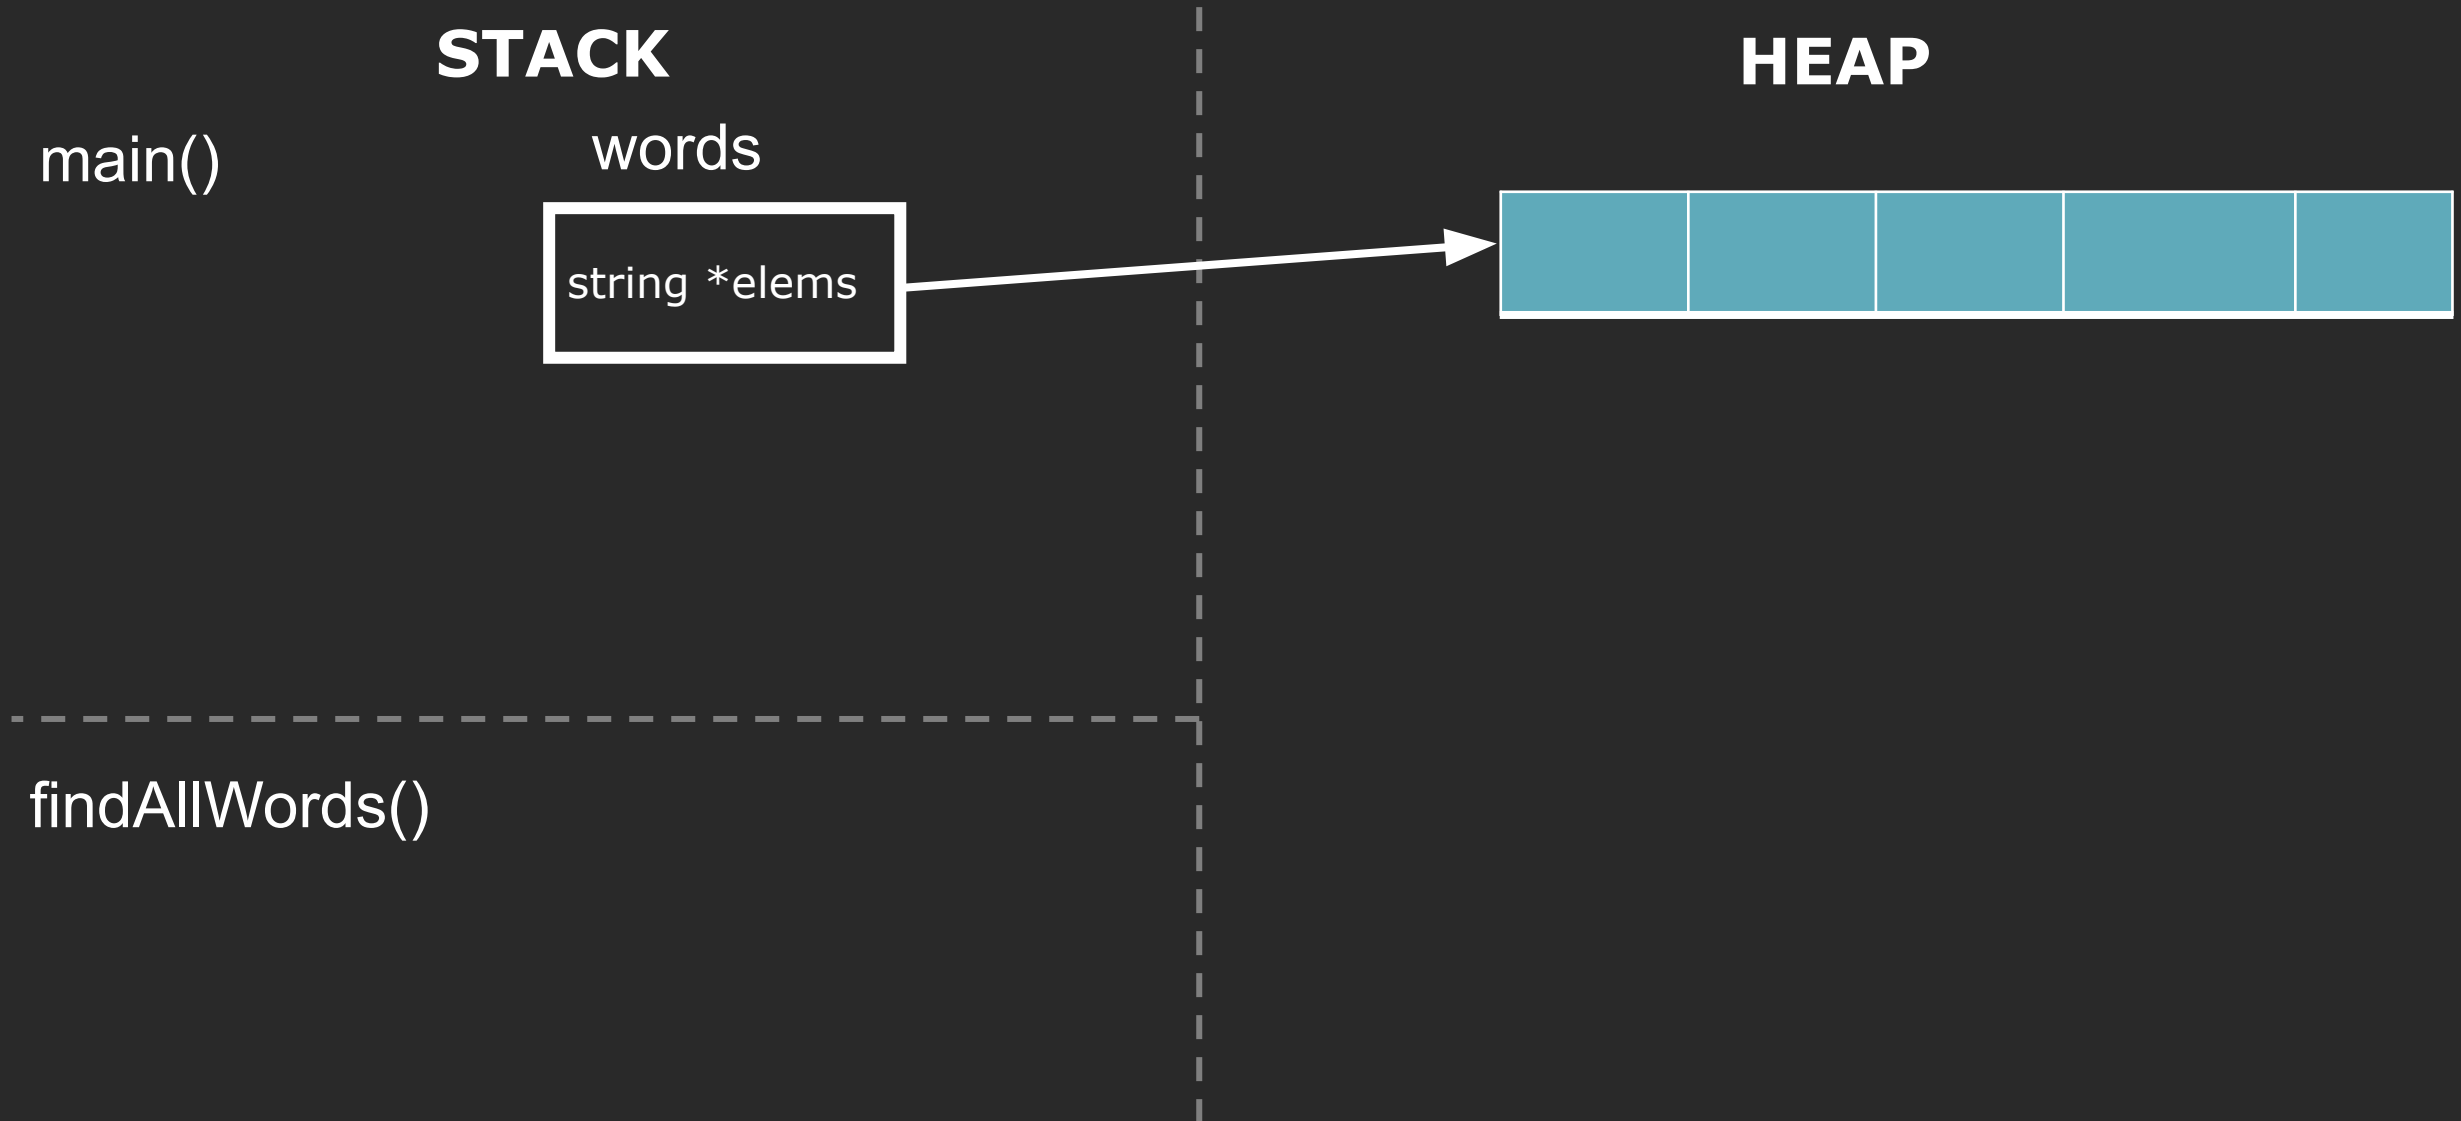 STACK
HEAP
main()
words
string *elems
findAllWords()